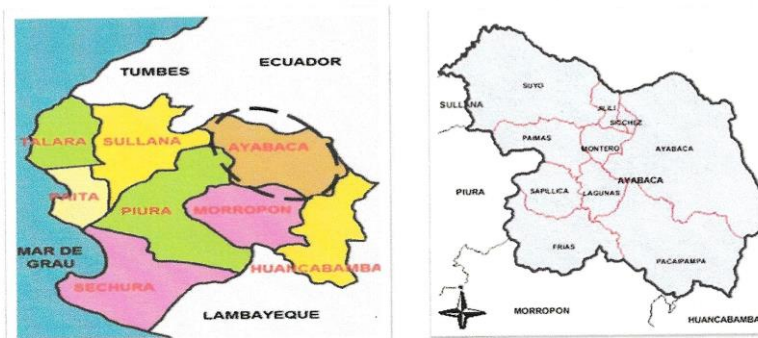 TUMBES
ECUADOR
TALARA
SULLANA
AYABACA
PAITA
PIURA
MORROPON
MAR DE
GRAU
HUANCABAMBA
SECHURA
LAMBAYEQUE
SUYO
SULLANA
ALILI
SICCHEZ
PAIMAS
MONTERO
AYABACA
AYABACA
PIURA
SAPILLICA
LAGUNAS
FRIAS
PACAIPAMPA
MORROPON
HUANCABAMBA